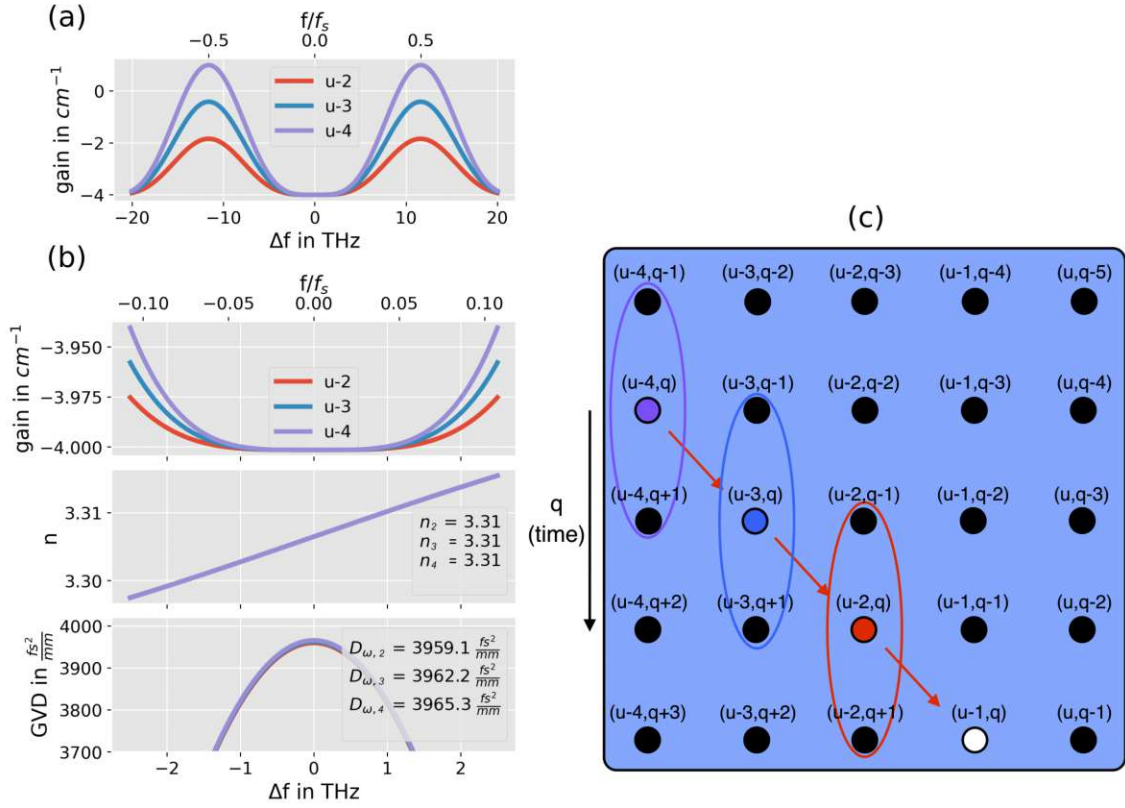 (a)
f/f_s
−0.5 0.0 0.5
gain in cm⁻¹
0
−2
−4
u-2
u-3
u-4
−20 −10 0 10 20
Δf in THz
(b)
f/f_s
−0.10 −0.05 0.00 0.05 0.10
gain in cm⁻¹
−3.950
−3.975
−4.000
u-2
u-3
u-4
n
3.31
3.30
n₂ = 3.31
n₃ = 3.31
n₄ = 3.31
GVD in fs²/mm
4000
3900
3800
3700
D_ω,2 = 3959.1 fs²/mm
D_ω,3 = 3962.2 fs²/mm
D_ω,4 = 3965.3 fs²/mm
−2 −1 0 1 2
Δf in THz
(c)
q
(time)
(u-4,q-1) (u-3,q-2) (u-2,q-3) (u-1,q-4) (u,q-5)
(u-4,q) (u-3,q-1) (u-2,q-2) (u-1,q-3) (u,q-4)
(u-4,q+1) (u-3,q) (u-2,q-1) (u-1,q-2) (u,q-3)
(u-4,q+2) (u-3,q+1) (u-2,q) (u-1,q-1) (u,q-2)
(u-4,q+3) (u-3,q+2) (u-2,q+1) (u-1,q) (u,q-1)